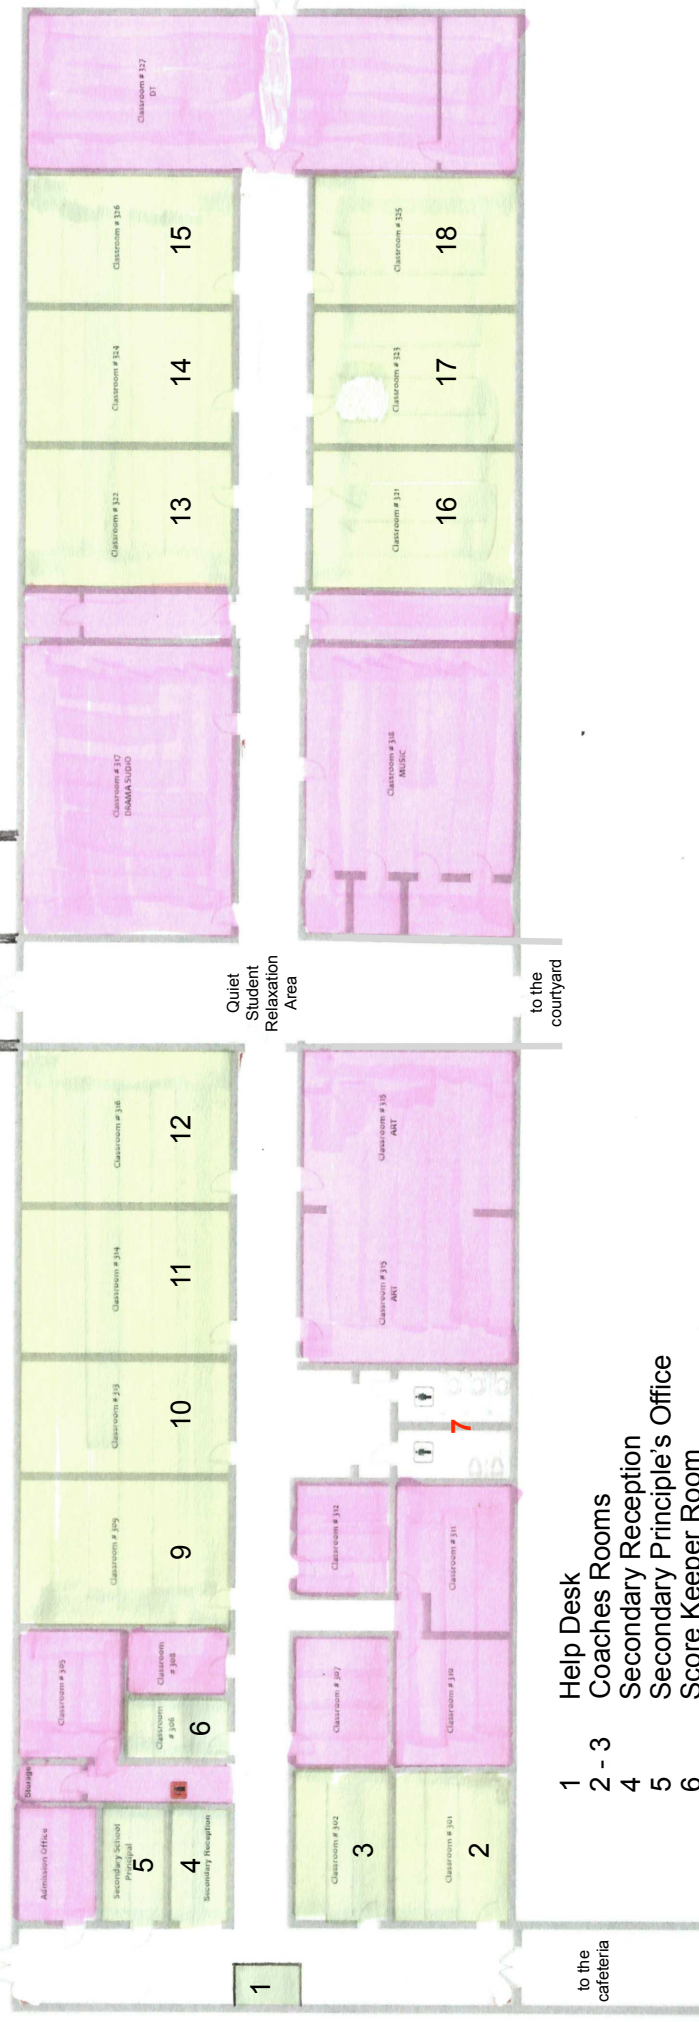 Classroom # 327
DT
Classroom # 326
15
Classroom # 325
18
Classroom # 324
14
Classroom # 323
17
Classroom # 322
13
Classroom # 321
16
Classroom # 317
DRAMA SUDIO
Classroom # 318
MUSIC
Quiet
Student
Relaxation
Area
to the
courtyard
Classroom # 316
12
Classroom # 315
ART
Classroom # 314
11
Classroom # 315
ART
Classroom # 313
10
7
Classroom # 309
9
Classroom # 312
Classroom # 311
Classroom # 305
Classroom
# 308
Classroom
# 306
6
Classroom # 307
Classroom # 310
Storage
Admission Office
Secondary School
Principal
5
4
Secondary Reception
Classroom # 302
3
Classroom # 301
2
1
to the
cafeteria
1 Help Desk
2 - 3 Coaches Rooms
4 Secondary Reception
5 Secondary Principle's Office
6 Score Keeper Room